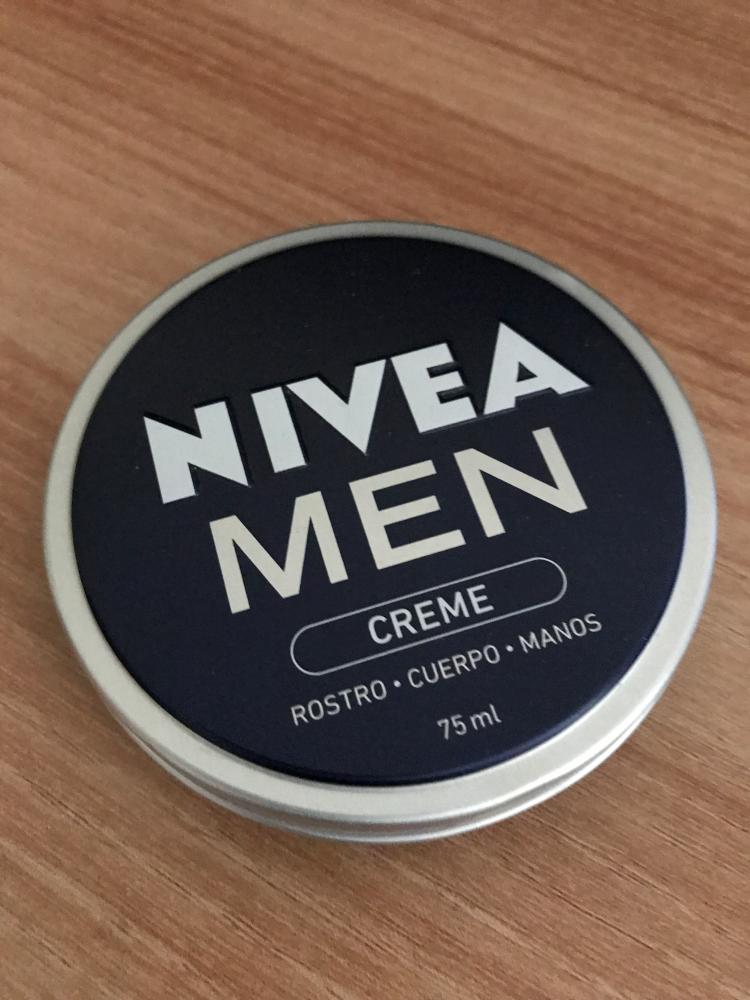 NIVEA
MEN
CREME
ROSTRO • CUERPO • MANOS
75 ml